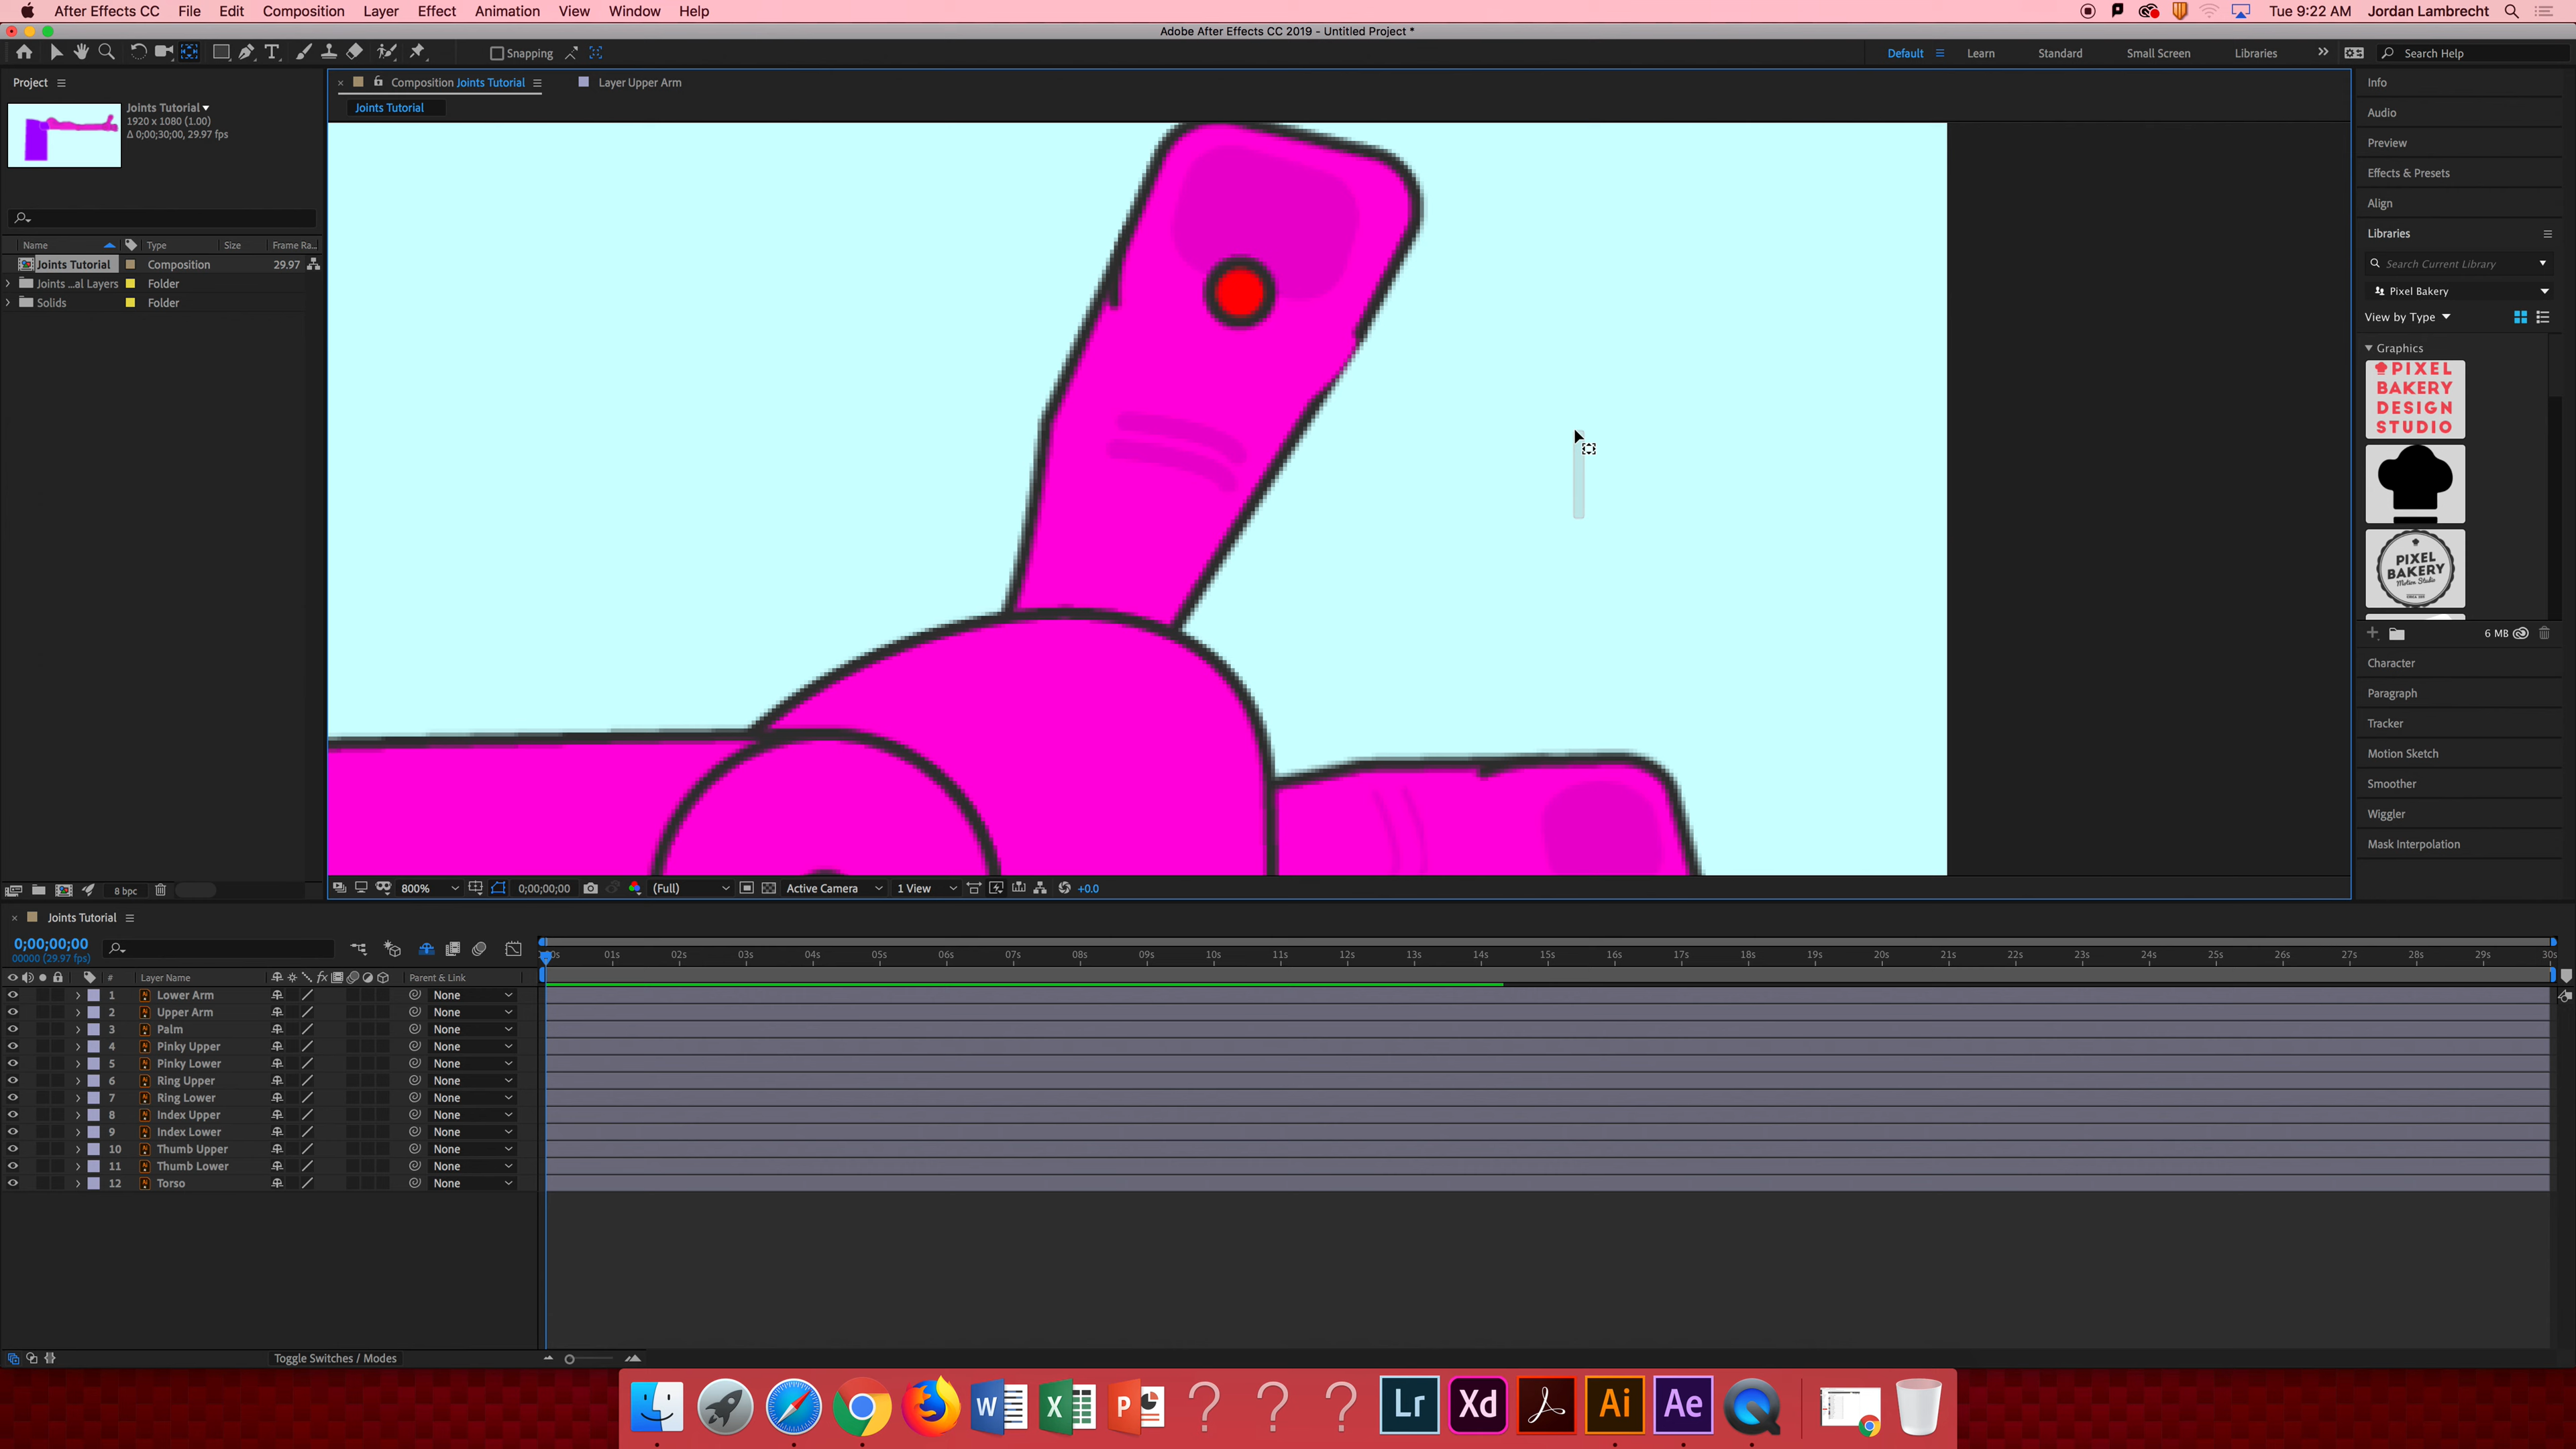 After Effects CC File Edit Composition Layer Effect Animation View Window Help Tue 9:22 AM Jordan Lambrecht
Adobe After Effects CC 2019 - Untitled Project *
T Snapping Default Learn Standard Small Screen Libraries Search Help
Project
Composition Joints Tutorial Layer Upper Arm
Joints Tutorial
Joints Tutorial
1920 x 1080 (1.00)
Δ 0;00;30;00, 29.97 fps
Name Type Size Frame Ra...
Joints Tutorial Composition 29.97
Joints ...al Layers Folder
Solids Folder
8 bpc
800% 0;00;00;00 (Full) Active Camera 1 View +0.0
Info
Audio
Preview
Effects & Presets
Align
Libraries
Search Current Library
Pixel Bakery
View by Type
Graphics
PIXEL
BAKERY
DESIGN
STUDIO
PIXEL
BAKERY
Motion Studio
6 MB
Character
Paragraph
Tracker
Motion Sketch
Smoother
Wiggler
Mask Interpolation
Joints Tutorial
0;00;00;00
00000 (29.97 fps)
01s 02s 03s 04s 05s 06s 07s 08s 09s 10s 11s 12s 13s 14s 15s 16s 17s 18s 19s 20s 21s 22s 23s 24s 25s 26s 27s 28s 29s 30s
# Layer Name fx Parent & Link
1 Lower Arm None
2 Upper Arm None
3 Palm None
4 Pinky Upper None
5 Pinky Lower None
6 Ring Upper None
7 Ring Lower None
8 Index Upper None
9 Index Lower None
10 Thumb Upper None
11 Thumb Lower None
12 Torso None
Toggle Switches / Modes
W X P ? ? ? Lr Xd Ai Ae